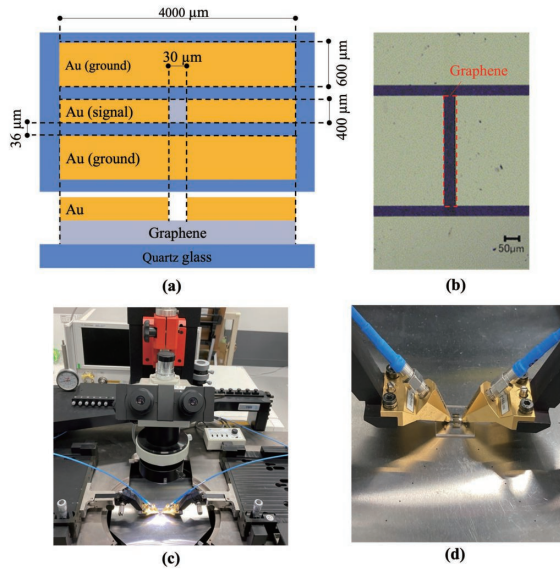 4000 µm
Au (ground)
30 µm
600 µm
Au (signal)
400 µm
36 µm
Au (ground)
Au
Graphene
Quartz glass
(a)
Graphene
50µm
(b)
(c)
(d)